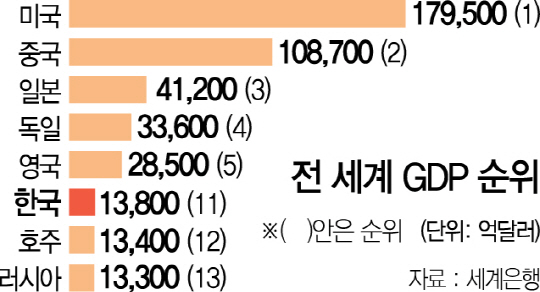 미국 179,500 (1)
중국 108,700 (2)
일본 41,200 (3)
독일 33,600 (4)
영국 28,500 (5)
한국 13,800 (11)
호주 13,400 (12)
러시아 13,300 (13)
전 세계 GDP 순위
※( )안은 순위 (단위: 억달러)
자료 : 세계은행